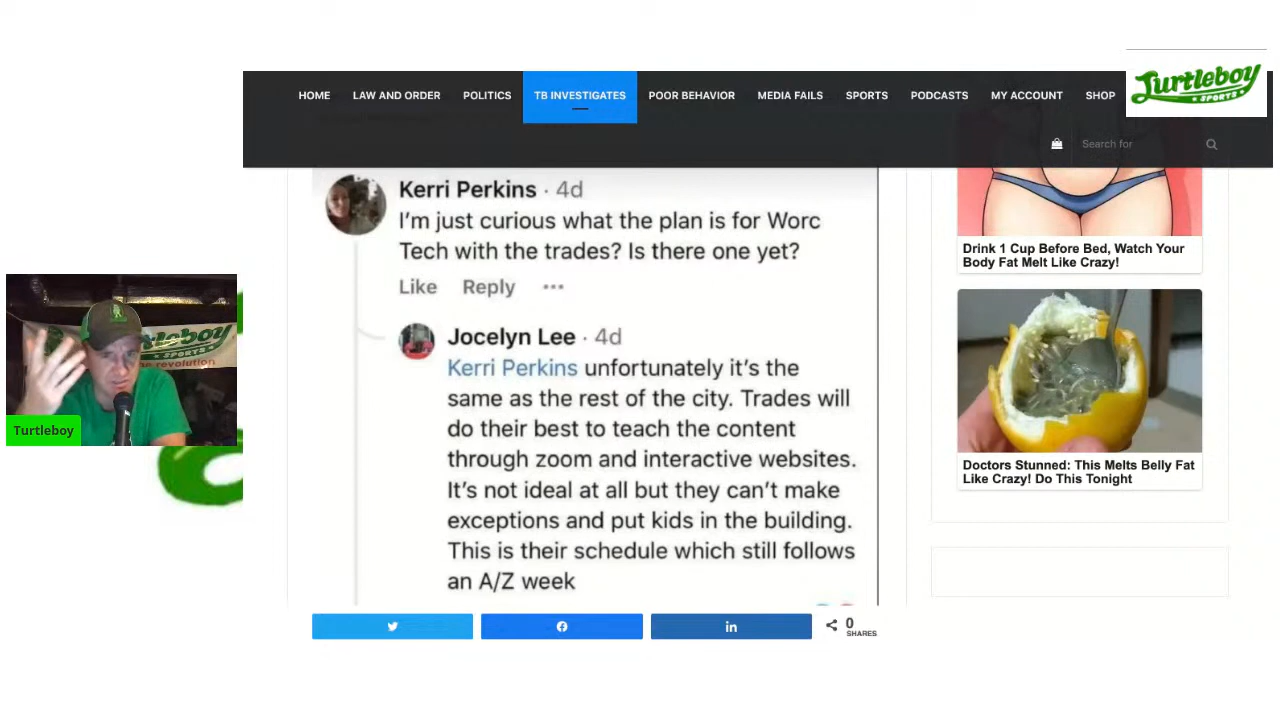 HOME LAW AND ORDER POLITICS TB INVESTIGATES POOR BEHAVIOR MEDIA FAILS SPORTS PODCASTS MY ACCOUNT SHOP
Turtleboy
★ SPORTS ★
Search for
Kerri Perkins · 4d
I'm just curious what the plan is for Worc
Tech with the trades? Is there one yet?
Like Reply ···
Jocelyn Lee · 4d
Kerri Perkins unfortunately it's the
same as the rest of the city. Trades will
do their best to teach the content
through zoom and interactive websites.
It's not ideal at all but they can't make
exceptions and put kids in the building.
This is their schedule which still follows
an A/Z week
0
SHARES
Drink 1 Cup Before Bed, Watch Your
Body Fat Melt Like Crazy!
Doctors Stunned: This Melts Belly Fat
Like Crazy! Do This Tonight
SPORTS
revolution
Turtleboy